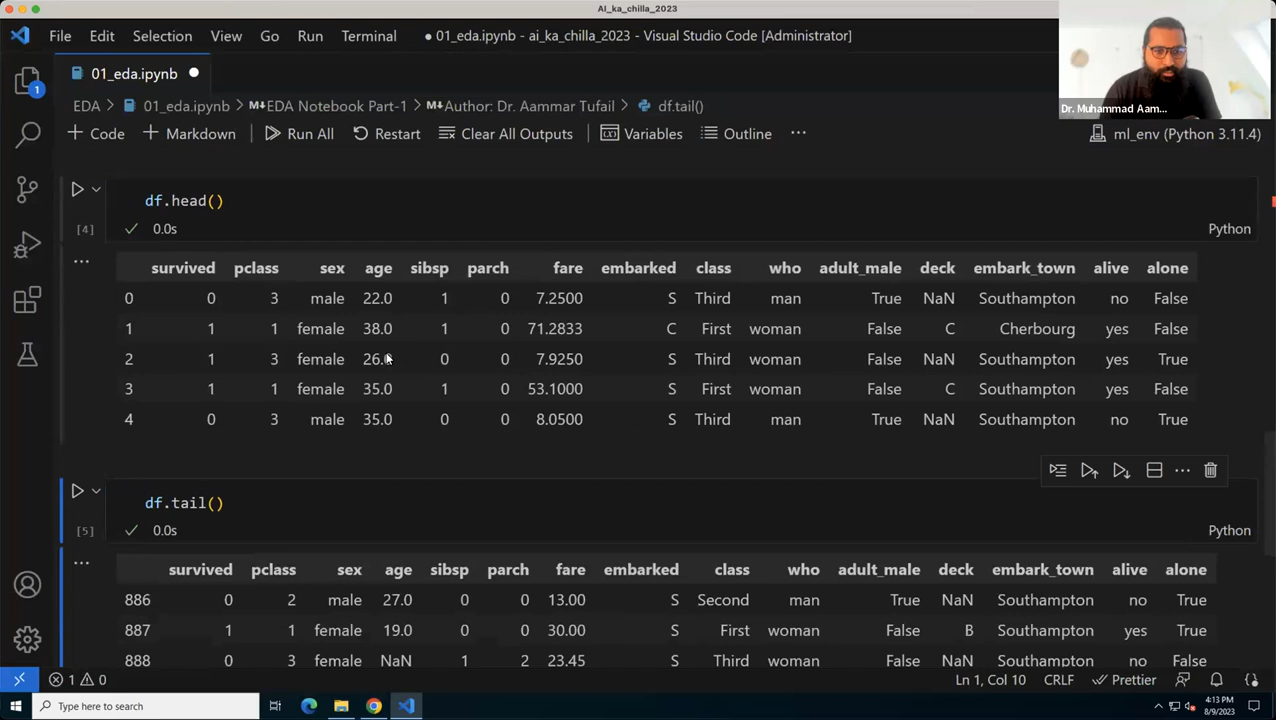 AI_ka_chilla_2023
File Edit Selection View Go Run Terminal ● 01_eda.ipynb - ai_ka_chilla_2023 - Visual Studio Code [Administrator]
01_eda.ipynb
EDA > 01_eda.ipynb > M↓EDA Notebook Part-1 > M↓Author: Dr. Aammar Tufail > df.tail()
Dr. Muhammad Aam...
+ Code + Markdown Run All Restart Clear All Outputs Variables Outline ... ml_env (Python 3.11.4)
1
df.head()
[4] 0.0s Python
survived pclass sex age sibsp parch fare embarked class who adult_male deck embark_town alive alone
0 0 3 male 22.0 1 0 7.2500 S Third man True NaN Southampton no False
1 1 1 female 38.0 1 0 71.2833 C First woman False C Cherbourg yes False
2 1 3 female 26.0 0 0 7.9250 S Third woman False NaN Southampton yes True
3 1 1 female 35.0 1 0 53.1000 S First woman False C Southampton yes False
4 0 3 male 35.0 0 0 8.0500 S Third man True NaN Southampton no True
df.tail()
[5] 0.0s Python
survived pclass sex age sibsp parch fare embarked class who adult_male deck embark_town alive alone
886 0 2 male 27.0 0 0 13.00 S Second man True NaN Southampton no True
887 1 1 female 19.0 0 0 30.00 S First woman False B Southampton yes True
888 0 3 female NaN 1 2 23.45 S Third woman False NaN Southampton no False
1 0 Ln 1, Col 10 CRLF Prettier
Type here to search
4:13 PM
8/9/2023